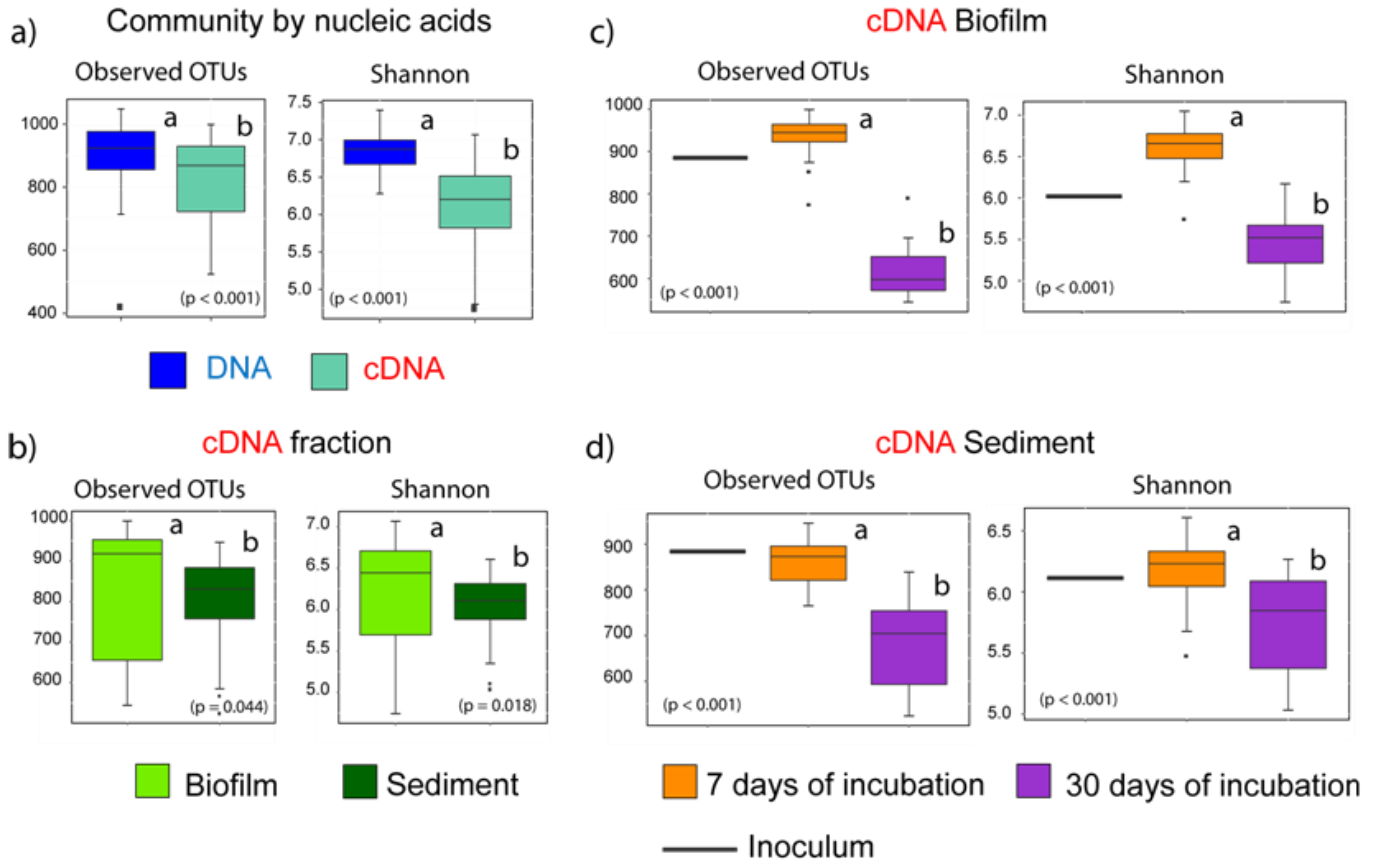 a)
Community by nucleic acids
Observed OTUs
Shannon
1000
800
600
400
a
b
(p < 0.001)
7.5
7.0
6.5
6.0
5.5
5.0
a
b
(p < 0.001)
DNA
cDNA
b)
cDNA fraction
Observed OTUs
Shannon
1000
900
800
700
600
a
b
(p = 0.044)
7.0
6.5
6.0
5.5
5.0
a
b
(p = 0.018)
Biofilm
Sediment
c)
cDNA Biofilm
Observed OTUs
Shannon
1000
900
800
700
600
a
b
(p < 0.001)
7.0
6.5
6.0
5.5
5.0
a
b
(p < 0.001)
d)
cDNA Sediment
Observed OTUs
Shannon
900
800
700
600
a
b
(p < 0.001)
6.5
6.0
5.5
5.0
a
b
(p < 0.001)
7 days of incubation
30 days of incubation
Inoculum